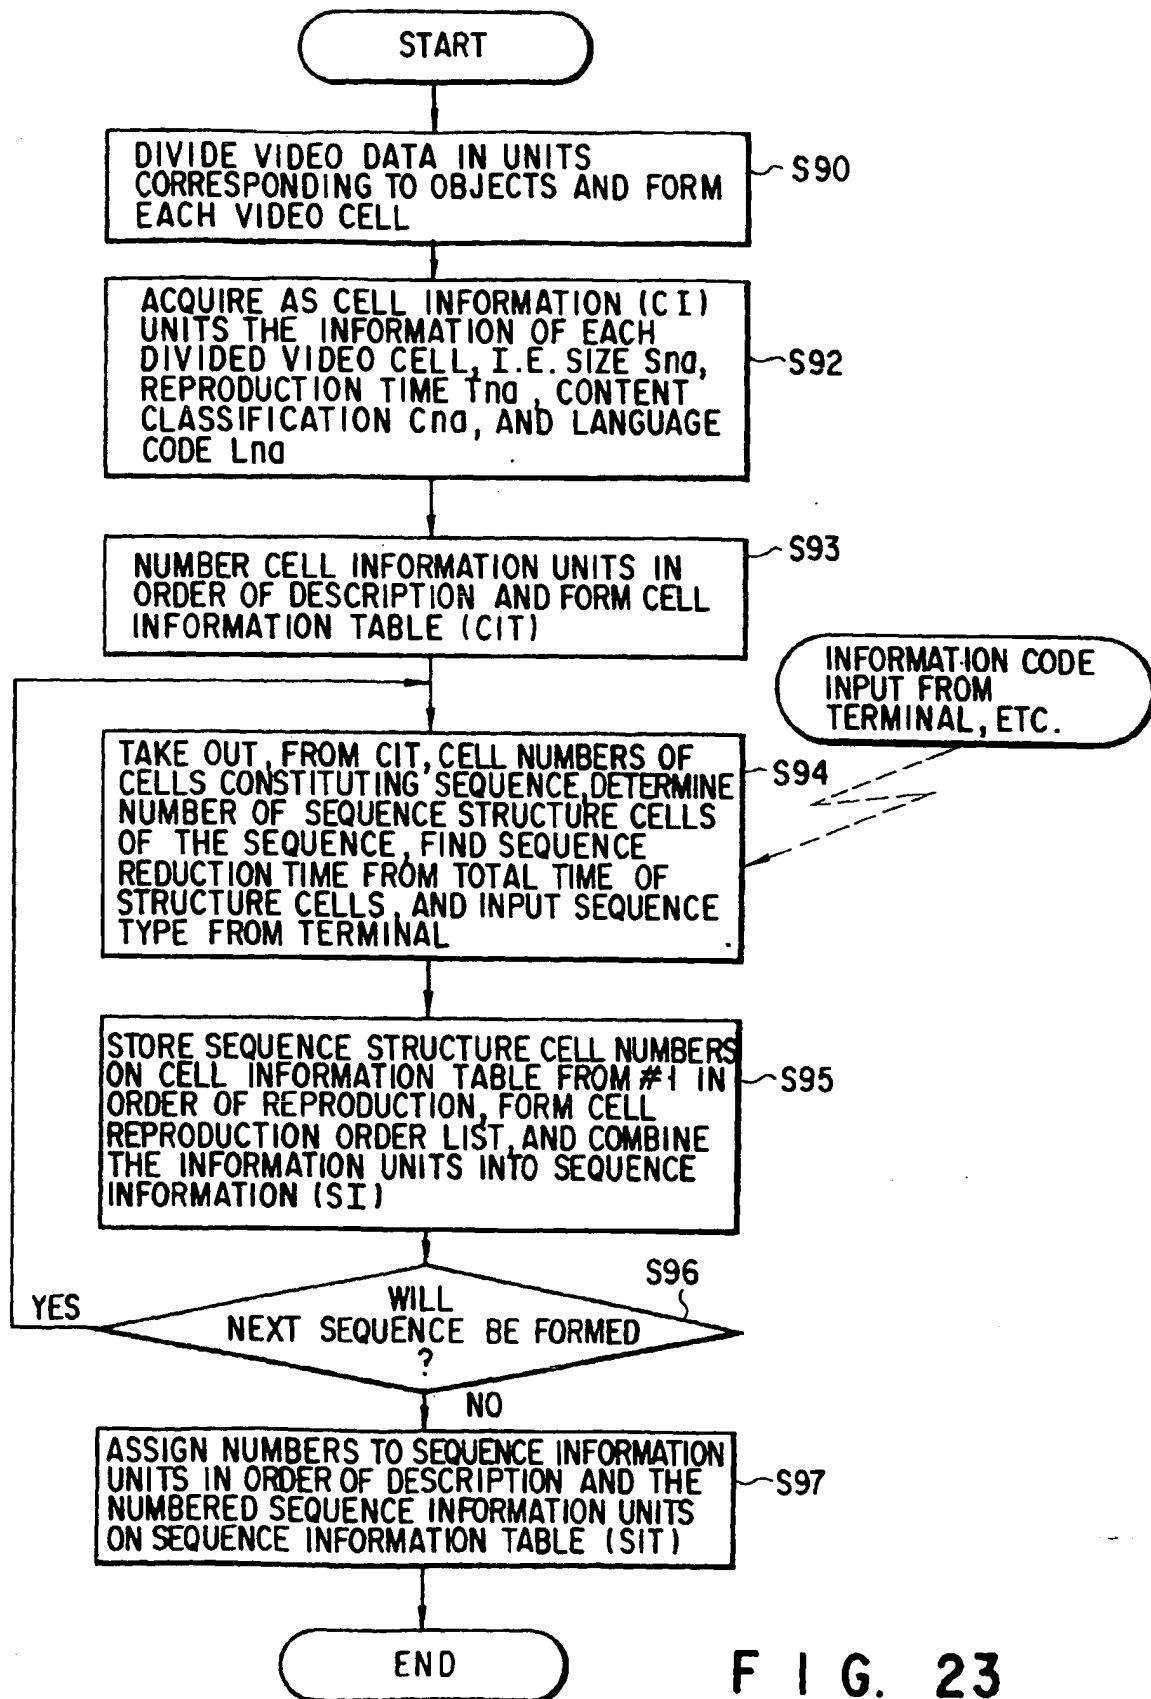 START
DIVIDE VIDEO DATA IN UNITS
CORRESPONDING TO OBJECTS AND FORM
EACH VIDEO CELL
S90
ACQUIRE AS CELL INFORMATION (CI)
UNITS THE INFORMATION OF EACH
DIVIDED VIDEO CELL, I.E. SIZE Sna,
REPRODUCTION TIME Tna, CONTENT
CLASSIFICATION Cna, AND LANGUAGE
CODE Lna
S92
NUMBER CELL INFORMATION UNITS IN
ORDER OF DESCRIPTION AND FORM CELL
INFORMATION TABLE (CIT)
S93
INFORMATION CODE
INPUT FROM
TERMINAL, ETC.
TAKE OUT, FROM CIT, CELL NUMBERS OF
CELLS CONSTITUTING SEQUENCE, DETERMINE
NUMBER OF SEQUENCE STRUCTURE CELLS
OF THE SEQUENCE, FIND SEQUENCE
REDUCTION TIME FROM TOTAL TIME OF
STRUCTURE CELLS, AND INPUT SEQUENCE
TYPE FROM TERMINAL
S94
STORE SEQUENCE STRUCTURE CELL NUMBERS
ON CELL INFORMATION TABLE FROM #1 IN
ORDER OF REPRODUCTION, FORM CELL
REPRODUCTION ORDER LIST, AND COMBINE
THE INFORMATION UNITS INTO SEQUENCE
INFORMATION (SI)
S95
S96
WILL
NEXT SEQUENCE BE FORMED
?
YES
NO
ASSIGN NUMBERS TO SEQUENCE INFORMATION
UNITS IN ORDER OF DESCRIPTION AND THE
NUMBERED SEQUENCE INFORMATION UNITS
ON SEQUENCE INFORMATION TABLE (SIT)
S97
END
FIG. 23